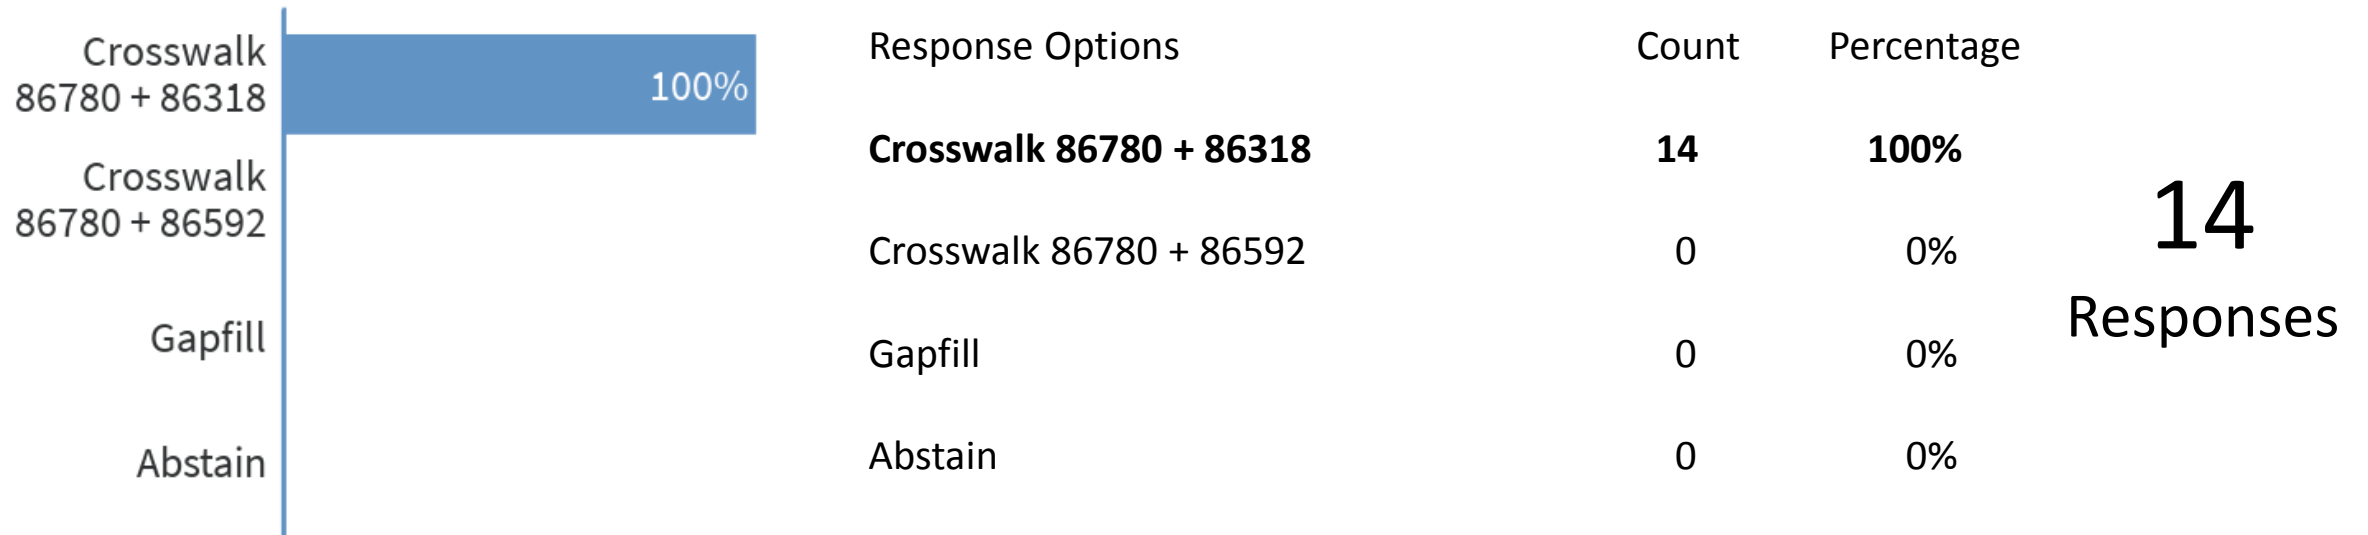 Crosswalk
86780 + 86318
100%
Crosswalk
86780 + 86592
Gapfill
Abstain
Response Options Count Percentage
Crosswalk 86780 + 86318 14 100%
Crosswalk 86780 + 86592 0 0%
Gapfill 0 0%
Abstain 0 0%
14
Responses